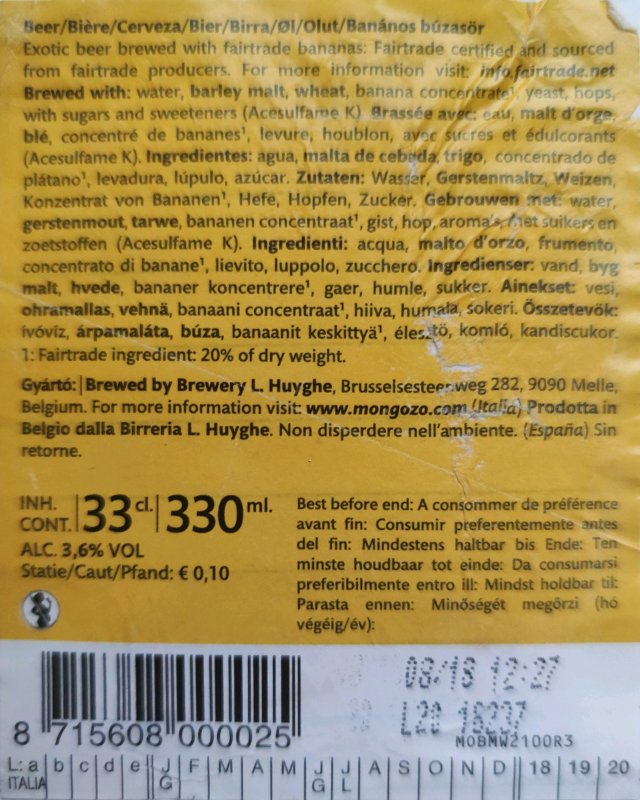 Beer/Bière/Cerveza/Bier/Birra/Øl/Olut/Banános búzasör
Exotic beer brewed with fairtrade bananas: Fairtrade certified and sourced
from fairtrade producers. For more information visit: info.fairtrade.net
Brewed with: water, barley malt, wheat, banana concentrate¹, yeast, hops,
with sugars and sweeteners (Acesulfame K). Brassée avec: eau, malt d'orge,
blé, concentré de bananes¹, levure, houblon, avec sucres et édulcorants
(Acesulfame K). Ingredientes: agua, malta de cebada, trigo, concentrado de
plátano¹, levadura, lúpulo, azúcar. Zutaten: Wasser, Gerstenmaltz, Weizen,
Konzentrat von Bananen¹, Hefe, Hopfen, Zucker. Gebrouwen met: water,
gerstenmout, tarwe, bananen concentraat¹, gist, hop, aroma's, met suikers en
zoetstoffen (Acesulfame K). Ingredienti: acqua, malto d'orzo, frumento,
concentrato di banane¹, lievito, luppolo, zucchero. Ingredienser: vand, byg
malt, hvede, bananer koncentrere¹, gaer, humle, sukker. Ainekset: vesi,
ohramallas, vehnä, banaani concentraat¹, hiiva, humala, sokeri. Összetevök:
ívóvíz, árpamaláta, búza, banaanit keskittyä¹, élesztö, komló, kandiscukor.
1: Fairtrade ingredient: 20% of dry weight.
Gyártó: | Brewed by Brewery L. Huyghe, Brusselsesteenweg 282, 9090 Melle,
Belgium. For more information visit: www.mongozo.com (Italia) Prodotta in
Belgio dalla Birreria L. Huyghe. Non disperdere nell'ambiente. (España) Sin
retorne.
INH. CONT. | 33 cl. | 330 ml.
ALC. 3,6% VOL
Statie/Caut/Pfand: € 0,10
Best before end: A consommer de préférence
avant fin: Consumir preferentemente antes
del fin: Mindestens haltbar bis Ende: Ten
minste houdbaar tot einde: Da consumarsi
preferibilmente entro ill: Mindst holdbar til:
Parasta ennen: Minőségét megőrzi (hó
végéig/év):
08/18 12:27
L20 18237
8 715608 000025
MOBMW2100R3
L: a b c d e J F M A M J J A S O N D 18 19 20
ITALIA G G L